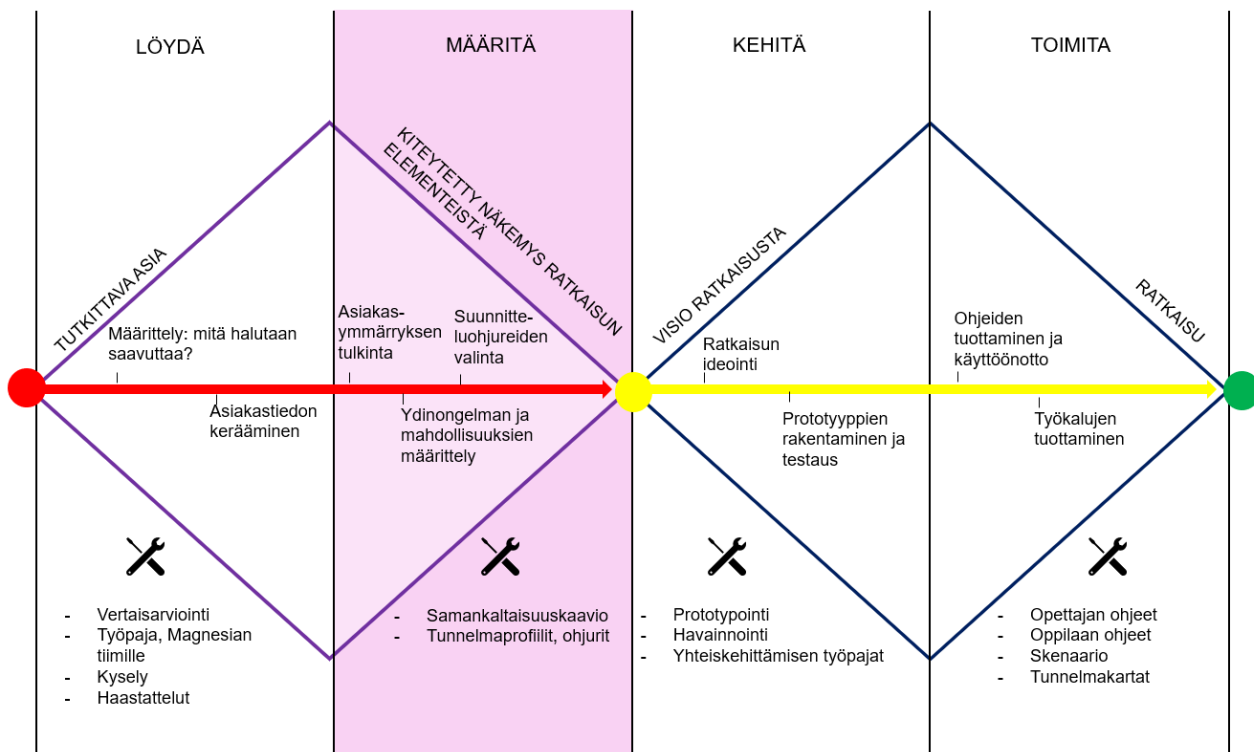 LÖYDÄ
MÄÄRITÄ
KEHITÄ
TOIMITA
TUTKITTAVA ASIA
KITEYTETTY NÄKEMYS RATKAISUN
ELEMENTEISTÄ
VISIO RATKAISUSTA
RATKAISU
Määrittely: mitä halutaan
saavuttaa?
Asiakastiedon
kerääminen
Asiakas-
ymmärryksen
tulkinta
Suunnitte-
luohjureiden
valinta
Ydinongelman ja
mahdollisuuksien
määrittely
Ratkaisun
ideointi
Prototyyppien
rakentaminen ja
testaus
Ohjeiden
tuottaminen ja
käyttöönotto
Työkalujen
tuottaminen
- Vertaisarviointi
- Työpaja, Magnesian
tiimille
- Kysely
- Haastattelut
- Samankaltaisuuskaavio
- Tunnelmaprofiilit, ohjurit
- Prototypointi
- Havainnointi
- Yhteiskehittämisen työpajat
- Opettajan ohjeet
- Oppilaan ohjeet
- Skenaario
- Tunnelmakartat